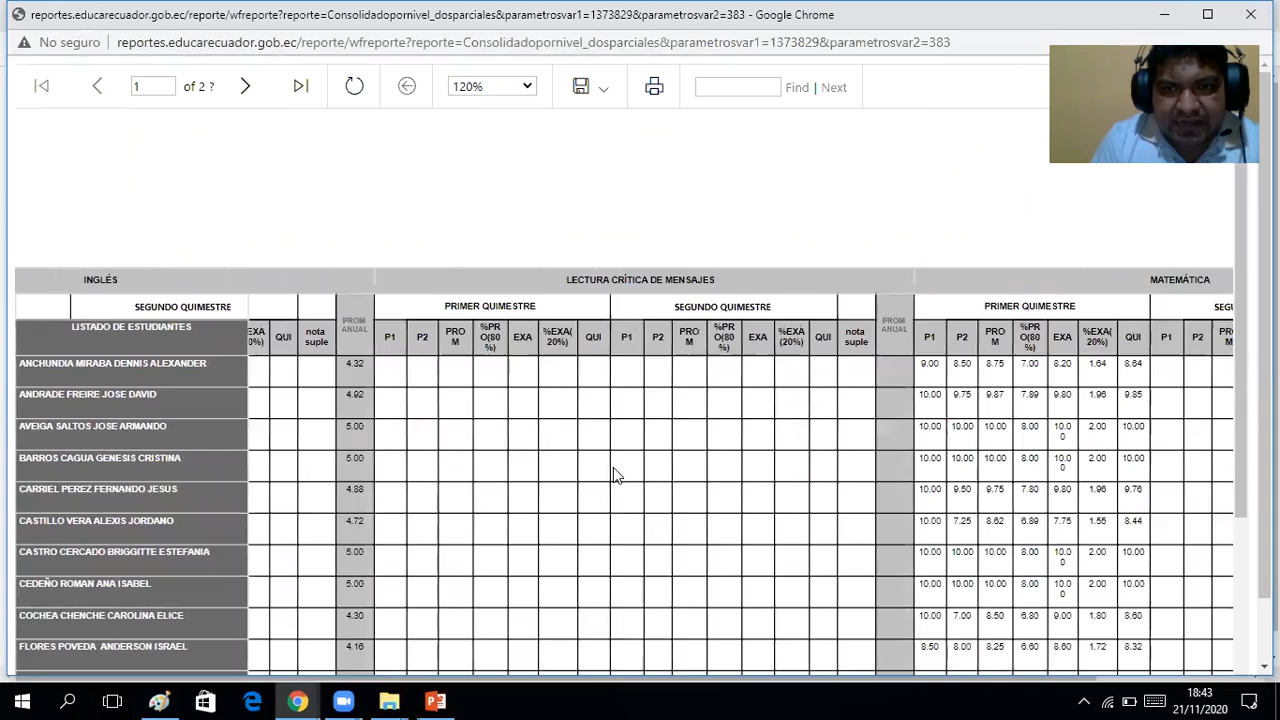 reportes.educarecuador.gob.ec/reporte/wfreporte?reporte=Consolidadopornivel_dosparciales&parametrosvar1=1373829&parametrosvar2=383 - Google Chrome
No seguro reportes.educarecuador.gob.ec/reporte/wfreporte?reporte=Consolidadopornivel_dosparciales&parametrosvar1=1373829&parametrosvar2=383
1 of 2 ? 120% Find | Next
INGLÉS LECTURA CRÍTICA DE MENSAJES MATEMÁTICA
SEGUNDO QUIMESTRE PRIMER QUIMESTRE SEGUNDO QUIMESTRE PRIMER QUIMESTRE
LISTADO DE ESTUDIANTES QUI nota suple PROM ANUAL P1 P2 PRO M %PR O(80 %) EXA %EXA( 20%) QUI P1 P2 PRO M %PR O(80 %) EXA %EXA (20%) QUI nota suple PROM ANUAL P1 P2 PRO M %PR O(80 %) EXA %EXA( 20%) QUI P1 P2
ANCHUNDIA MIRABA DENNIS ALEXANDER 4.32 9.00 8.50 8.75 7.00 8.20 1.64 8.64
ANDRADE FREIRE JOSE DAVID 4.92 10.00 9.75 9.87 7.89 9.80 1.96 9.85
AVEIGA SALTOS JOSE ARMANDO 5.00 10.00 10.00 10.00 8.00 10.0 0 2.00 10.00
BARROS CAGUA GENESIS CRISTINA 5.00 10.00 10.00 10.00 8.00 10.0 0 2.00 10.00
CARRIEL PEREZ FERNANDO JESUS 4.88 10.00 9.50 9.75 7.80 9.80 1.96 9.76
CASTILLO VERA ALEXIS JORDANO 4.72 10.00 7.25 8.62 6.89 7.75 1.55 8.44
CASTRO CERCADO BRIGGITTE ESTEFANIA 5.00 10.00 10.00 10.00 8.00 10.0 0 2.00 10.00
CEDEÑO ROMAN ANA ISABEL 5.00 10.00 10.00 10.00 8.00 10.0 0 2.00 10.00
COCHEA CHENCHE CAROLINA ELICE 4.30 10.00 7.00 8.50 6.80 9.00 1.80 8.60
FLORES POVEDA ANDERSON ISRAEL 4.16 8.50 8.00 8.25 6.60 8.60 1.72 8.32
18:43
21/11/2020